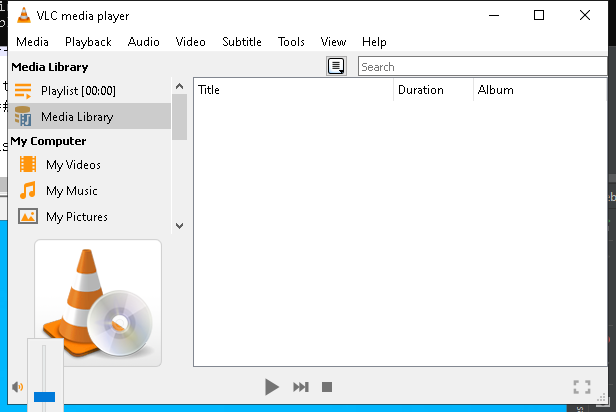 VLC media player
Media Playback Audio Video Subtitle Tools View Help
Media Library
Search
Playlist [00:00]
Title Duration Album
Media Library
My Computer
My Videos
My Music
My Pictures